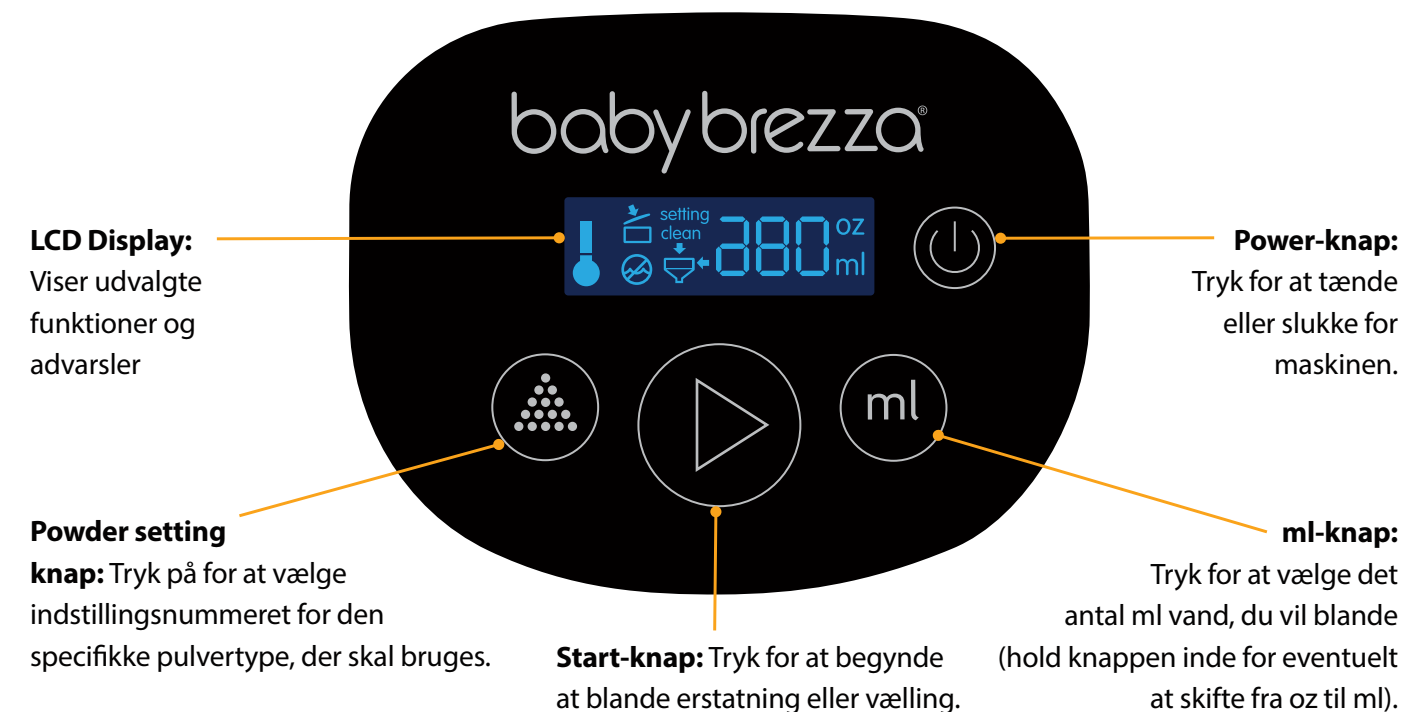 baby brezza®
setting
clean
380 oz
ml
ml
LCD Display:
Viser udvalgte
funktioner og
advarsler
Power-knap:
Tryk for at tænde
eller slukke for
maskinen.
Powder setting
knap: Tryk på for at vælge
indstillingsnummeret for den
specifikke pulvertype, der skal bruges.
Start-knap: Tryk for at begynde
at blande erstatning eller vælling.
ml-knap:
Tryk for at vælge det
antal ml vand, du vil blande
(hold knappen inde for eventuelt
at skifte fra oz til ml).